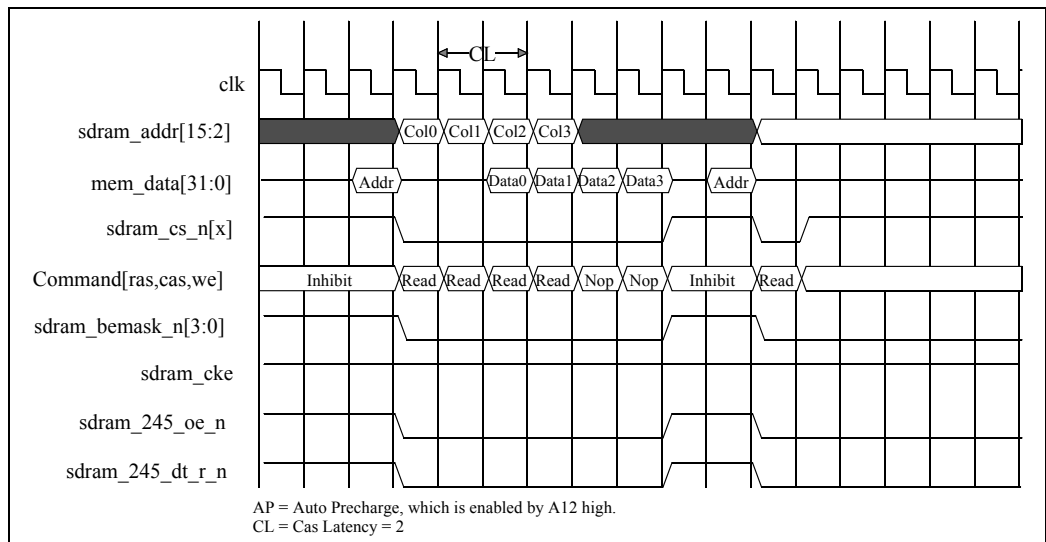 CL
clk
sdram_addr[15:2] Col0 Col1 Col2 Col3
mem_data[31:0] Addr Data0 Data1 Data2 Data3 Addr
sdram_cs_n[x]
Command[ras,cas,we] Inhibit Read Read Read Read Nop Nop Inhibit Read
sdram_bemask_n[3:0]
sdram_cke
sdram_245_oe_n
sdram_245_dt_r_n
AP = Auto Precharge, which is enabled by A12 high.
CL = Cas Latency = 2